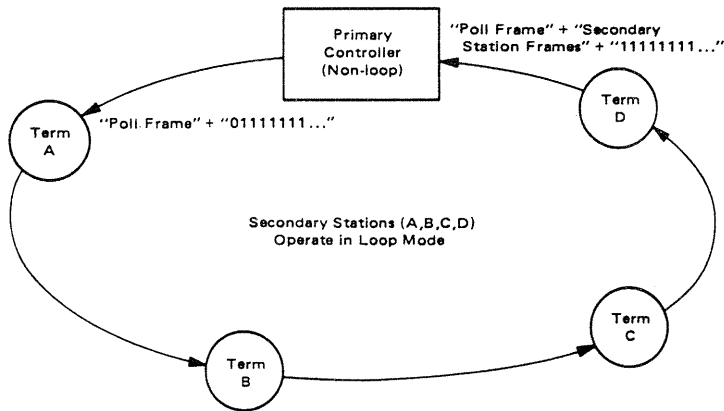 Primary
Controller
(Non-loop)
"Poll Frame" + "Secondary
Station Frames" + "11111111..."
Term
D
Term
A
"Poll Frame" + "01111111..."
Secondary Stations (A,B,C,D)
Operate in Loop Mode
Term
C
Term
B